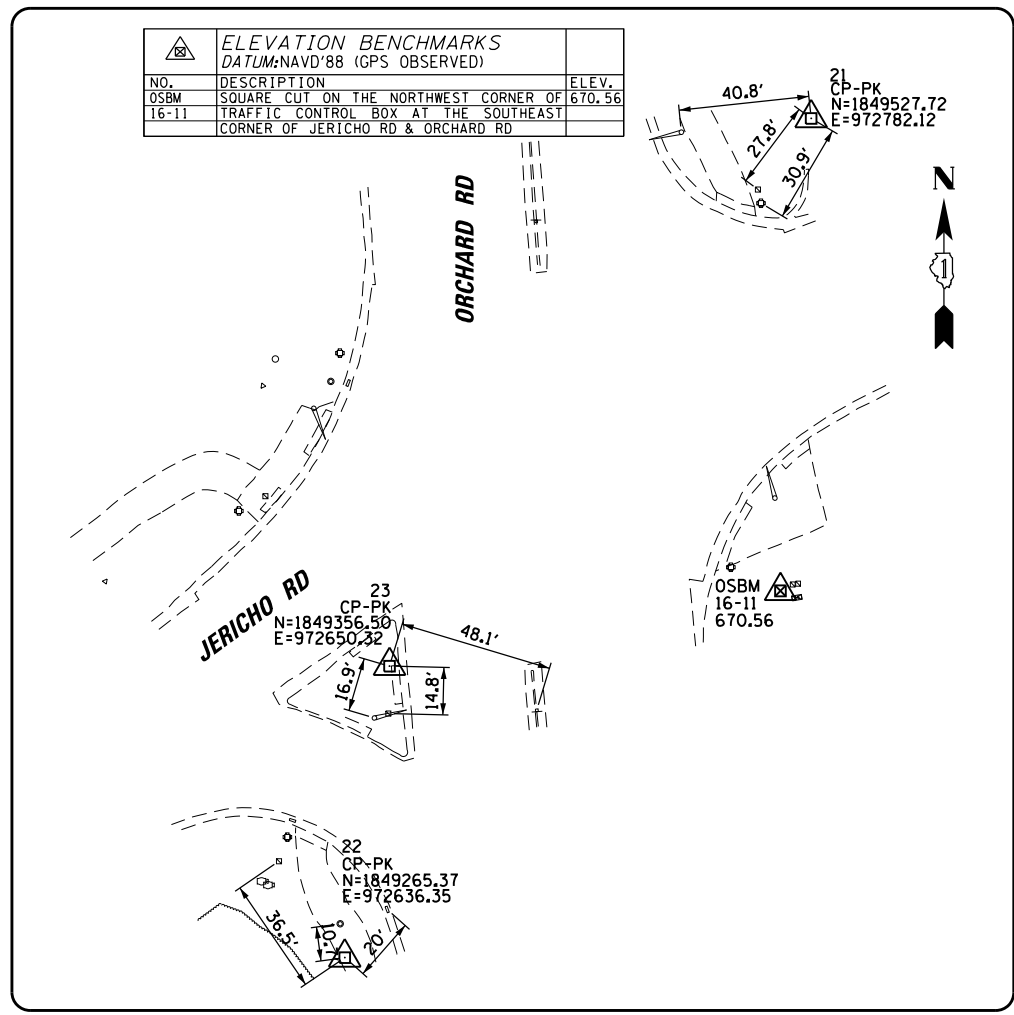 ELEVATION BENCHMARKS
DATUM:NAVD'88 (GPS OBSERVED)
NO. DESCRIPTION ELEV.
OSBM SQUARE CUT ON THE NORTHWEST CORNER OF 670.56
16-11 TRAFFIC CONTROL BOX AT THE SOUTHEAST
CORNER OF JERICHO RD & ORCHARD RD
21
CP-PK
N=1849527.72
E=972782.12
40.8'
27.8'
30.9'
N
1
ORCHARD RD
JERICHO RD
OSBM
16-11
670.56
23
CP-PK
N=1849356.50
E=972650.32
48.1'
16.9'
14.8'
22
CP-PK
N=1849265.37
E=972636.35
36.5'
10.1'
20'